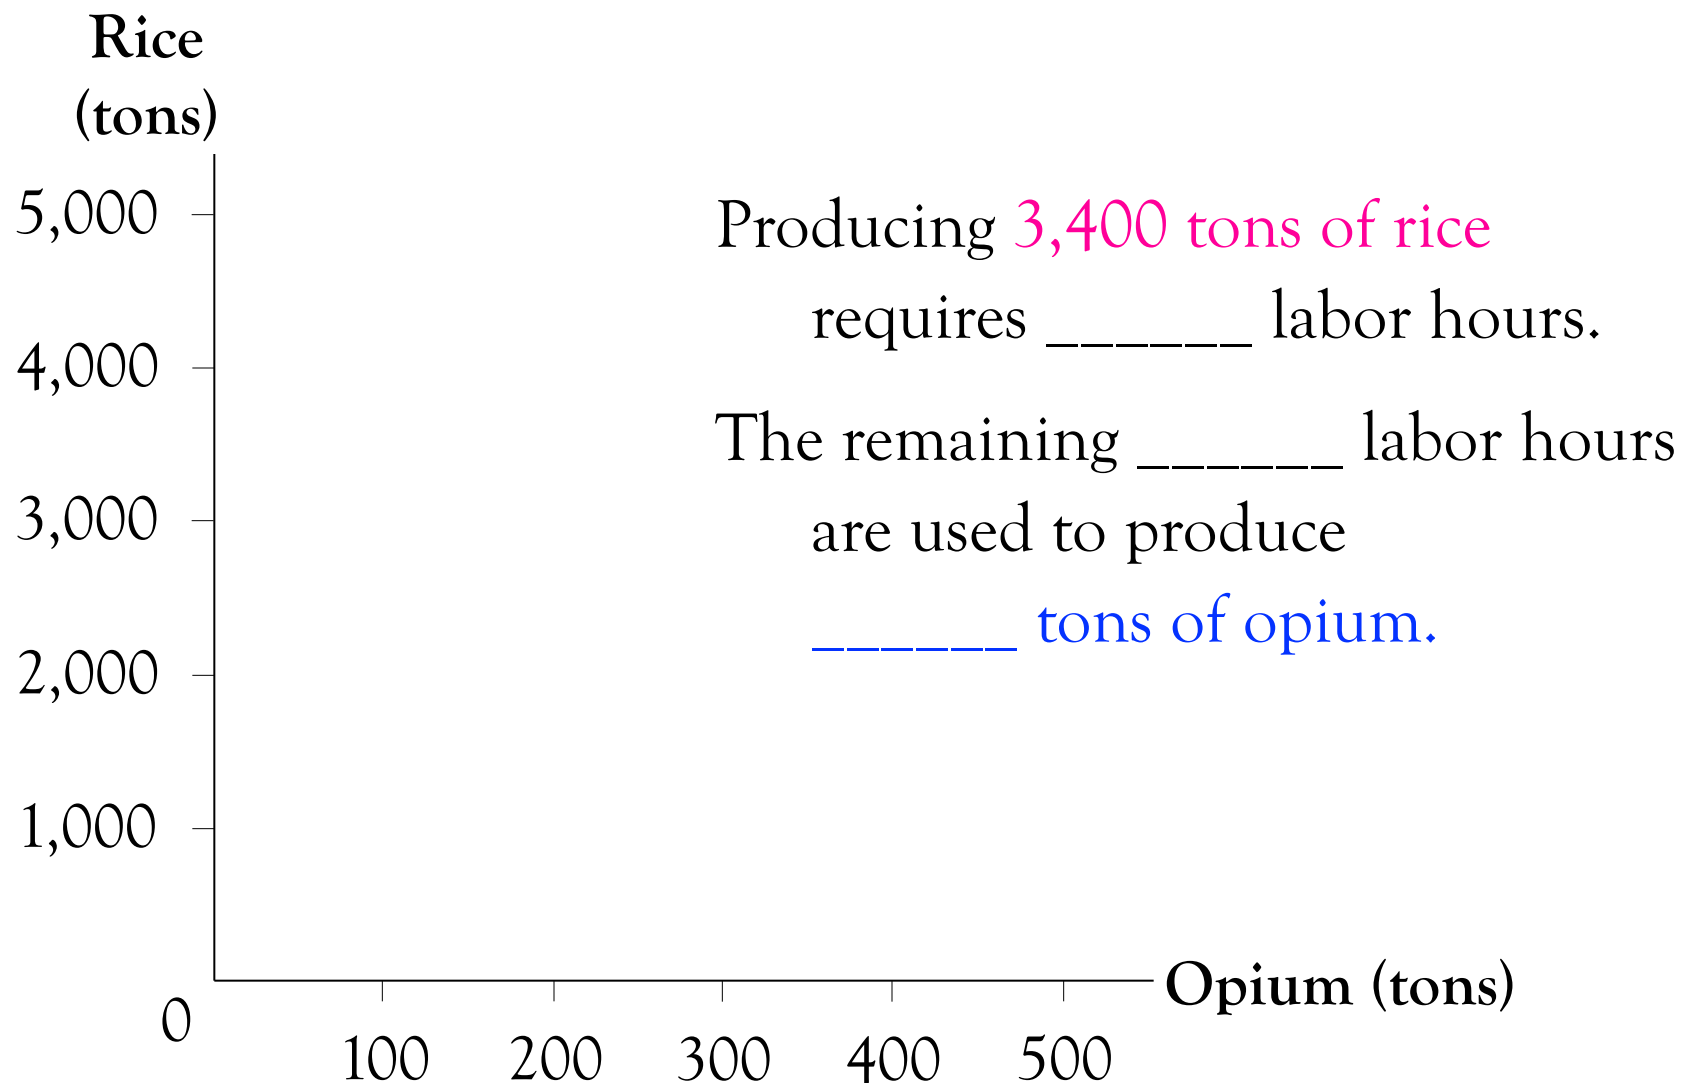 Rice
(tons)
5,000
4,000
3,000
2,000
1,000
0
100 200 300 400 500
Opium (tons)
Producing 3,400 tons of rice
requires ______ labor hours.
The remaining ______ labor hours
are used to produce
______ tons of opium.